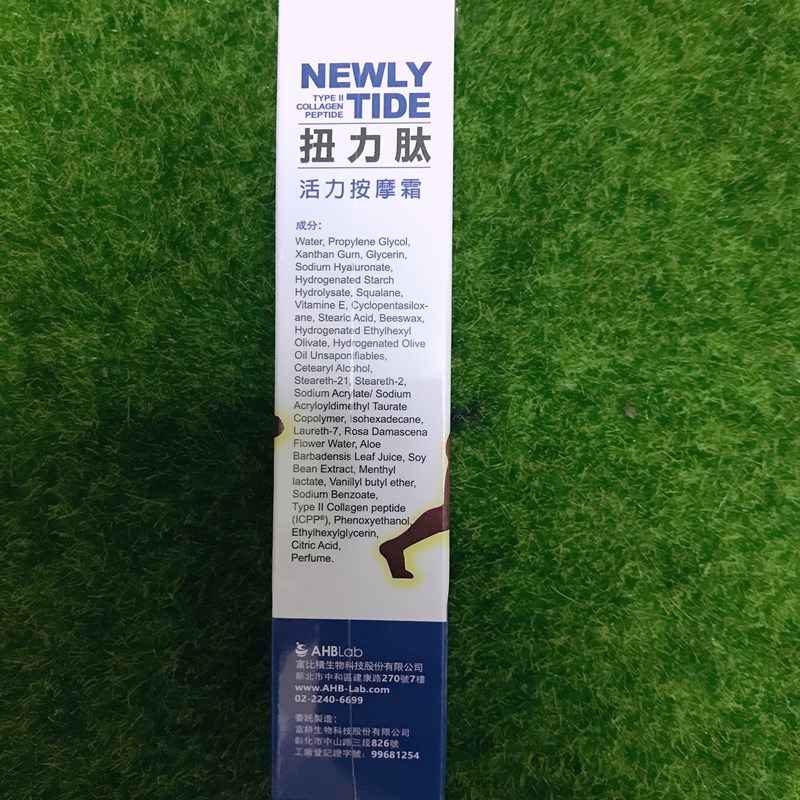 NEWLY
TYPE II
COLLAGEN
PEPTIDE
TIDE
扭力肽
活力按摩霜
成分:
Water, Propylene Glycol,
Xanthan Gum, Glycerin,
Sodium Hyaluronate,
Hydrogenated Starch
Hydrolysate, Squalane,
Vitamine E, Cyclopentasilox-
ane, Stearic Acid, Beeswax,
Hydrogenated Ethylhexyl
Olivate, Hydrogenated Olive
Oil Unsaponifiables,
Cetearyl Alcohol,
Steareth-21, Steareth-2,
Sodium Acrylate/ Sodium
Acryloyldimethyl Taurate
Copolymer, Isohexadecane,
Laureth-7, Rosa Damascena
Flower Water, Aloe
Barbadensis Leaf Juice, Soy
Bean Extract, Menthyl
lactate, Vanillyl butyl ether,
Sodium Benzoate,
Type II Collagen peptide
(ICPP®), Phenoxyethanol,
Ethylhexylglycerin,
Citric Acid,
Perfume.
AHBLab
富比積生物科技股份有限公司
新北市中和區建康路270號7樓
www.AHB-Lab.com
02-2240-6699
委託製造:
富耕生物科技股份有限公司
彰化市中山路三段826號
工廠登記證字號: 99681254